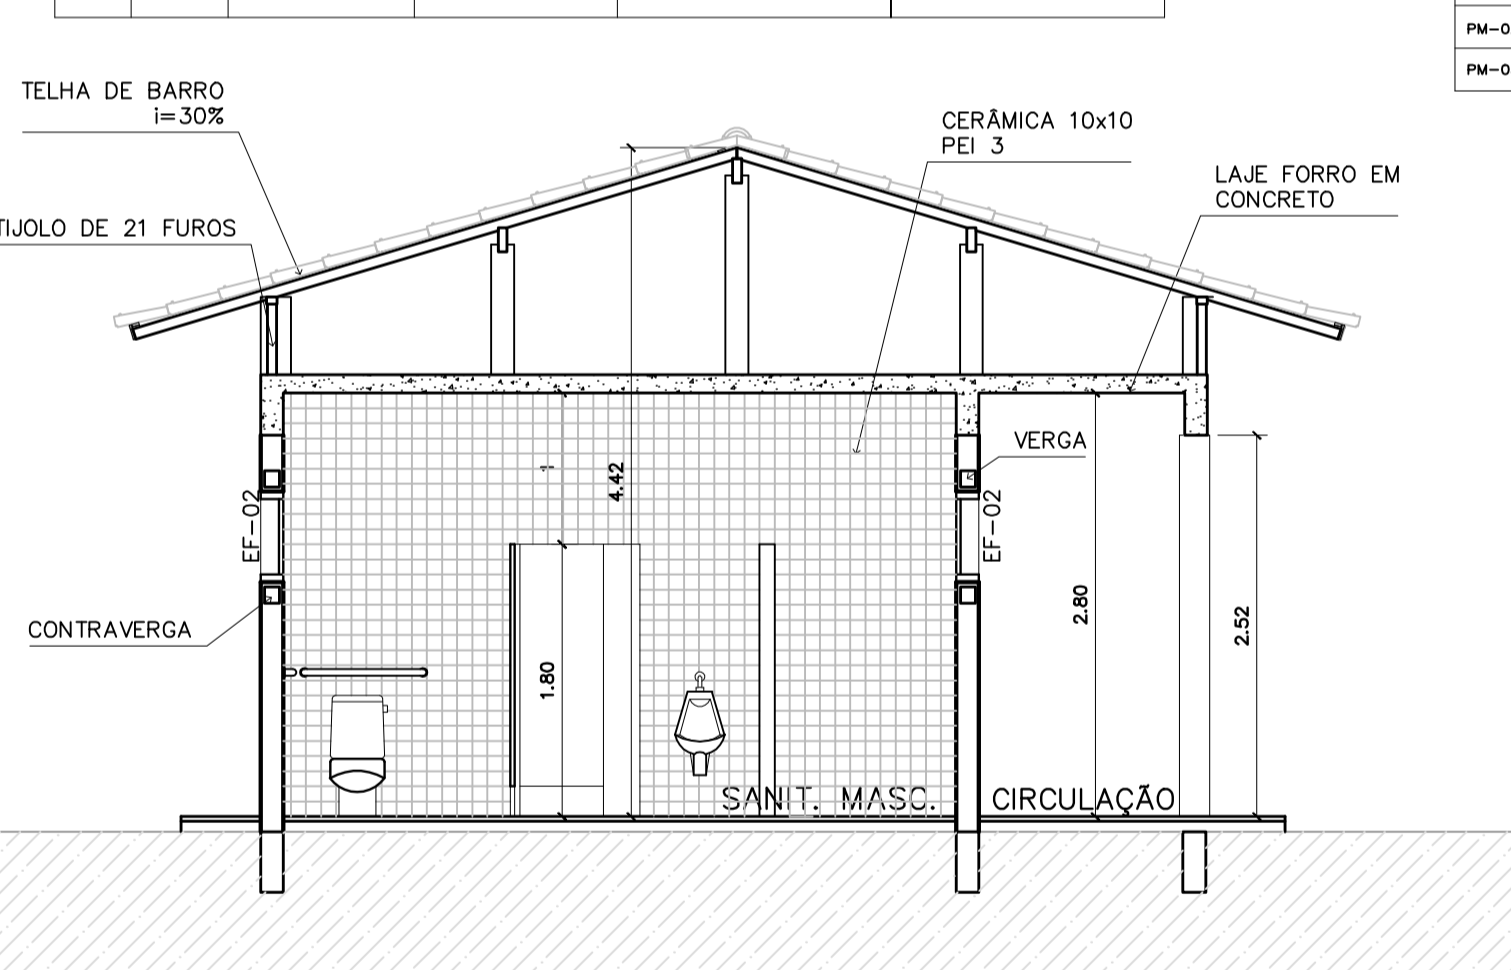 PM-0
PM-0
TELHA DE BARRO
i=30%
CERÂMICA 10x10
PEI 3
LAJE FORRO EM
CONCRETO
TIJOLO DE 21 FUROS
VERGA
4.42
EF-02
EF-02
2.80
2.52
CONTRAVERGA
1.80
SANIT. MASC.
CIRCULAÇÃO